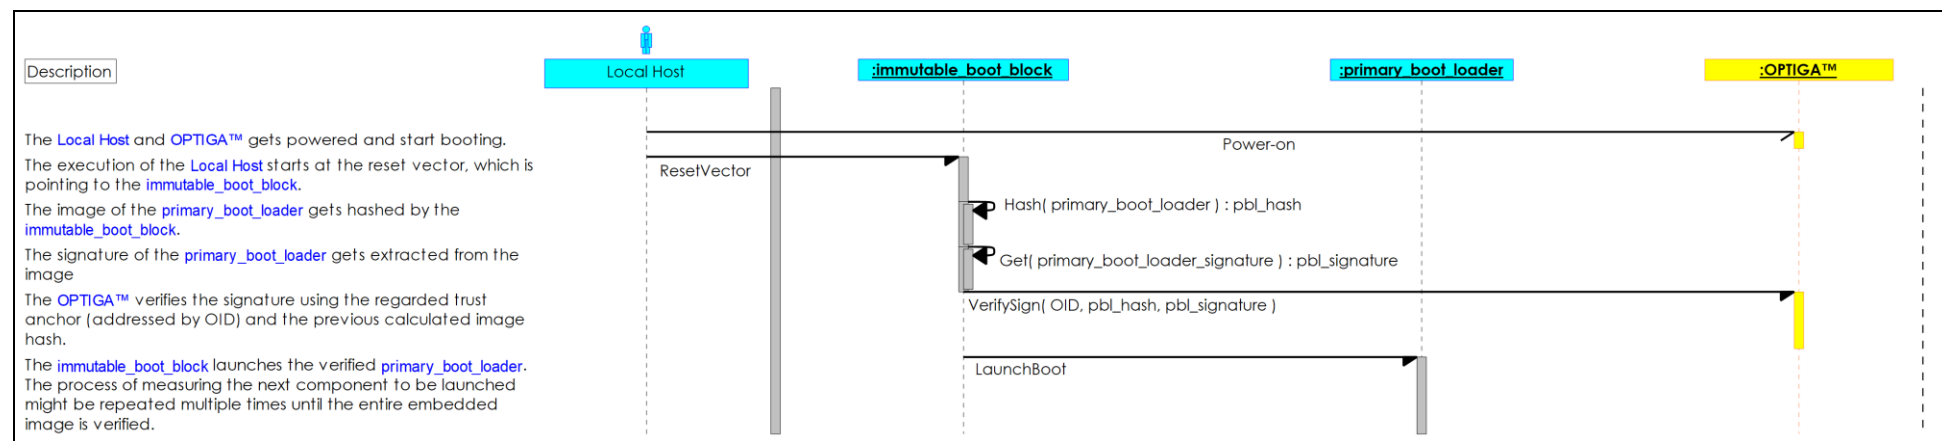 Description
Local Host
:immutable_boot_block
:primary_boot_loader
:OPTIGA™
The Local Host and OPTIGA™ gets powered and start booting.
Power-on
The execution of the Local Host starts at the reset vector, which is
pointing to the immutable_boot_block.
ResetVector
The image of the primary_boot_loader gets hashed by the
immutable_boot_block.
Hash( primary_boot_loader ) : pbl_hash
The signature of the primary_boot_loader gets extracted from the
image
Get( primary_boot_loader_signature ) : pbl_signature
The OPTIGA™ verifies the signature using the regarded trust
anchor (addressed by OID) and the previous calculated image
hash.
VerifySign( OID, pbl_hash, pbl_signature )
The immutable_boot_block launches the verified primary_boot_loader.
The process of measuring the next component to be launched
might be repeated multiple times until the entire embedded
image is verified.
LaunchBoot